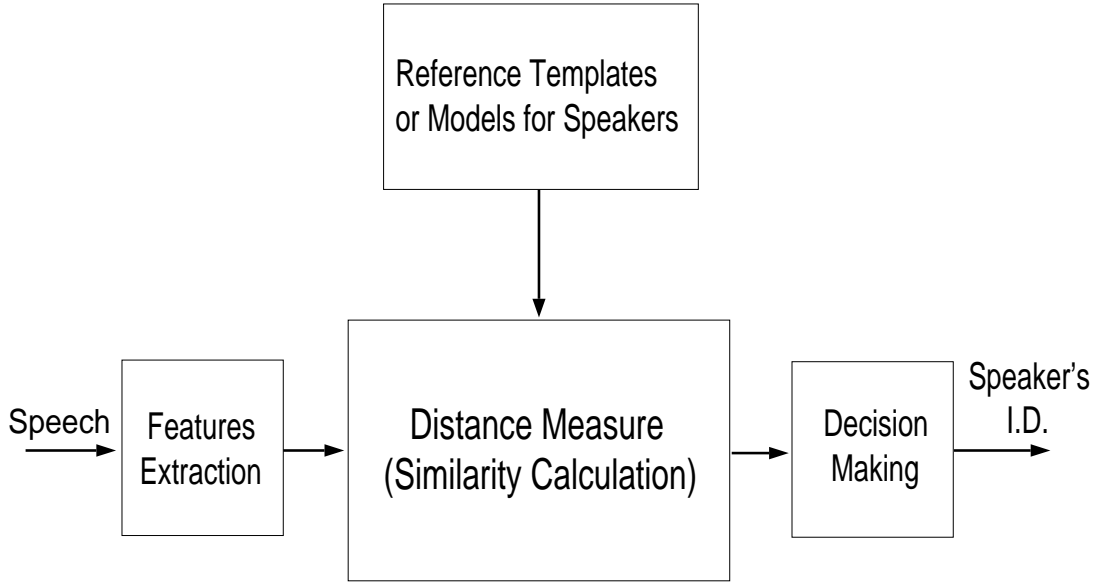 Reference Templates
or Models for Speakers
Speech
Features
Extraction
Distance Measure
(Similarity Calculation)
Decision
Making
Speaker’s
I.D.